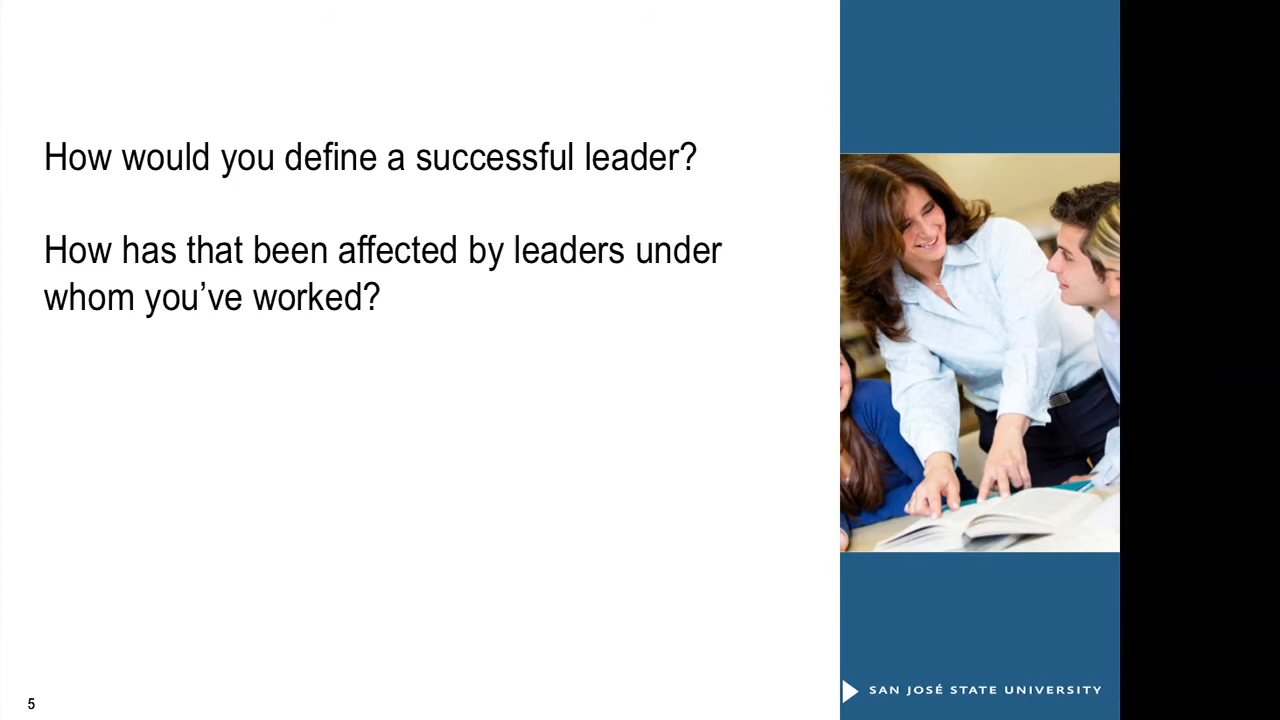 How would you define a successful leader?
How has that been affected by leaders under
whom you’ve worked?
5
SAN JOSÉ STATE UNIVERSITY